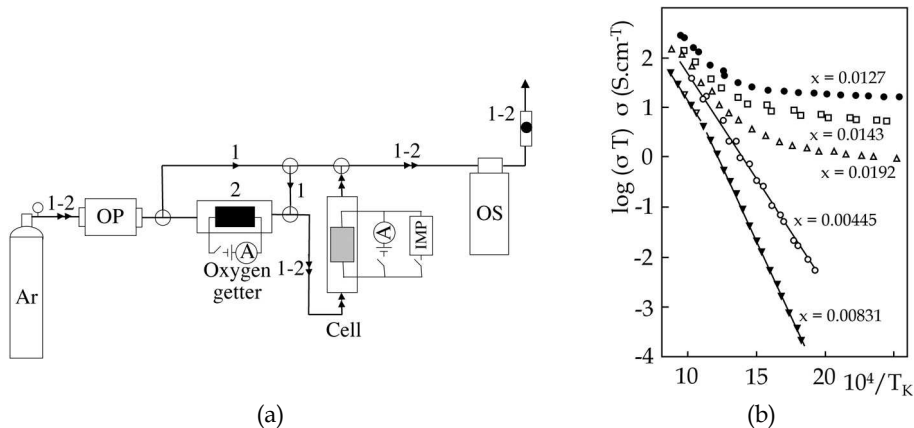 1-2
OP
1
2
A
Oxygen
getter
1
1-2
Ar
Cell
A
IMP
1-2
OS
1-2
(a)
log (σ T) σ (S.cm⁻¹)
2
1
0
-1
-2
-3
-4
10
15
20
10⁴/T_K
x = 0.0127
x = 0.0143
x = 0.0192
x = 0.00445
x = 0.00831
(b)